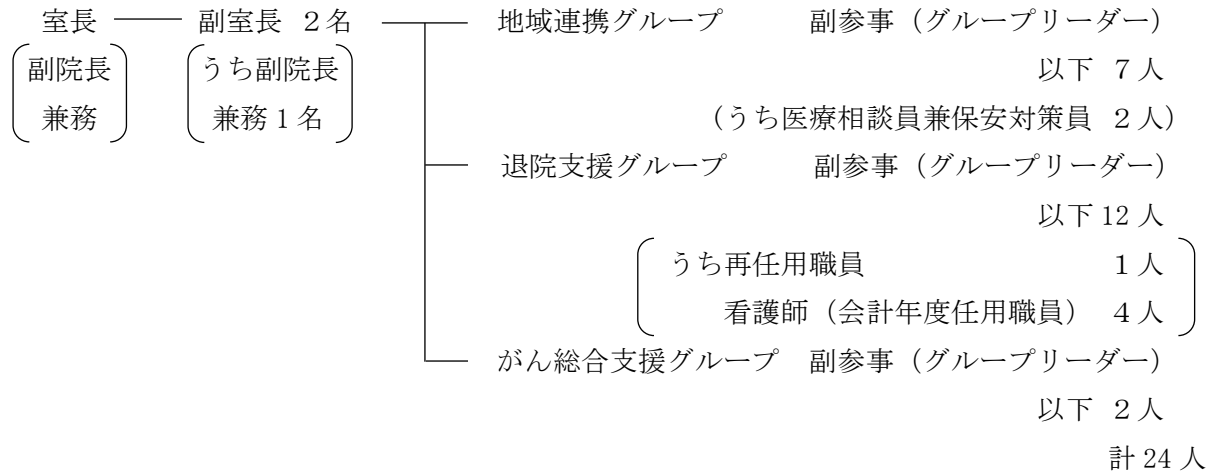 室長 副室長 2名 地域連携グループ 副参事(グループリーダー)
副院長 うち副院長 以下 7人
兼務 兼務1名 (うち医療相談員兼保安対策員 2人)
退院支援グループ 副参事(グループリーダー)
以下12人
うち再任用職員 1人
看護師(会計年度任用職員) 4人
がん総合支援グループ 副参事(グループリーダー)
以下 2人
計24人